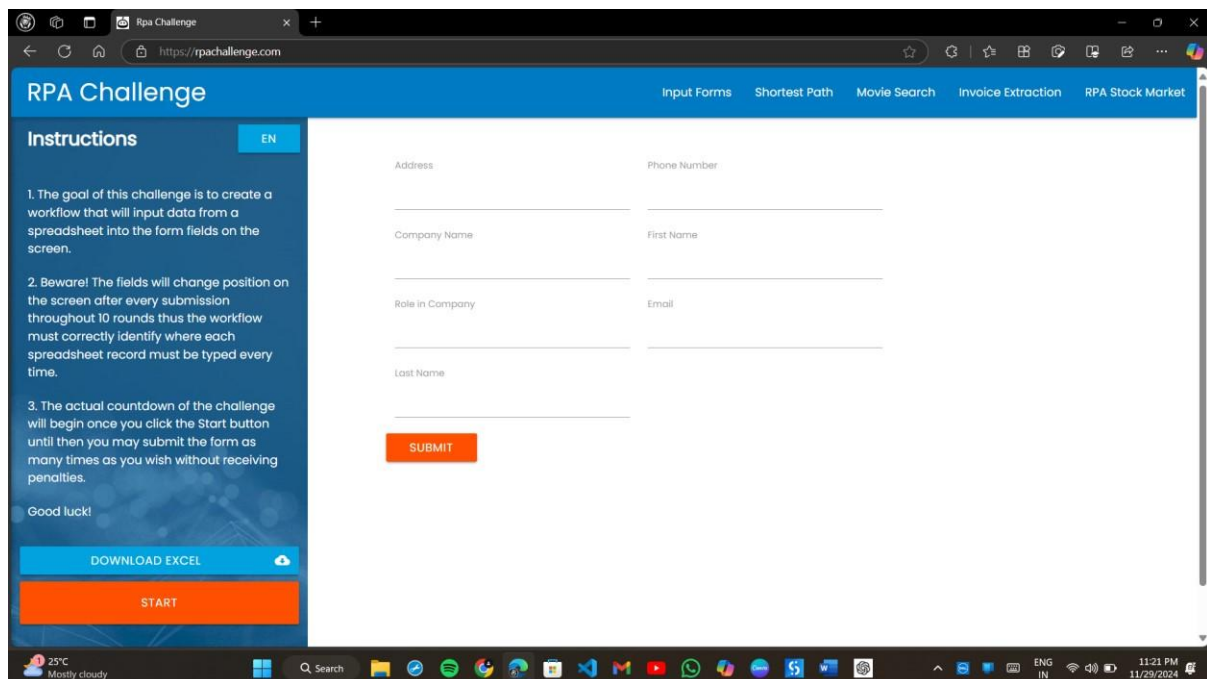 Rpa Challenge
https://rpachallenge.com
RPA Challenge
Input Forms Shortest Path Movie Search Invoice Extraction RPA Stock Market
Instructions
EN
1. The goal of this challenge is to create a
workflow that will input data from a
spreadsheet into the form fields on the
screen.
2. Beware! The fields will change position on
the screen after every submission
throughout 10 rounds thus the workflow
must correctly identify where each
spreadsheet record must be typed every
time.
3. The actual countdown of the challenge
will begin once you click the Start button
until then you may submit the form as
many times as you wish without receiving
penalties.
Good luck!
DOWNLOAD EXCEL
START
Address Phone Number
Company Name First Name
Role in Company Email
Last Name
SUBMIT
1
25°C
Mostly cloudy
Search
ENG
IN
11:21 PM
11/29/2024